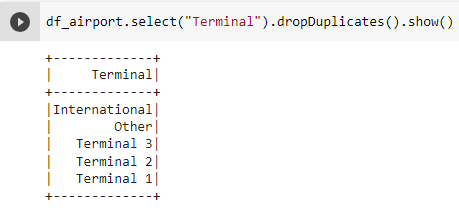 df_airport.select("Terminal").dropDuplicates().show()
+-------------+
|     Terminal|
+-------------+
|International|
|        Other|
|   Terminal 3|
|   Terminal 2|
|   Terminal 1|
+-------------+